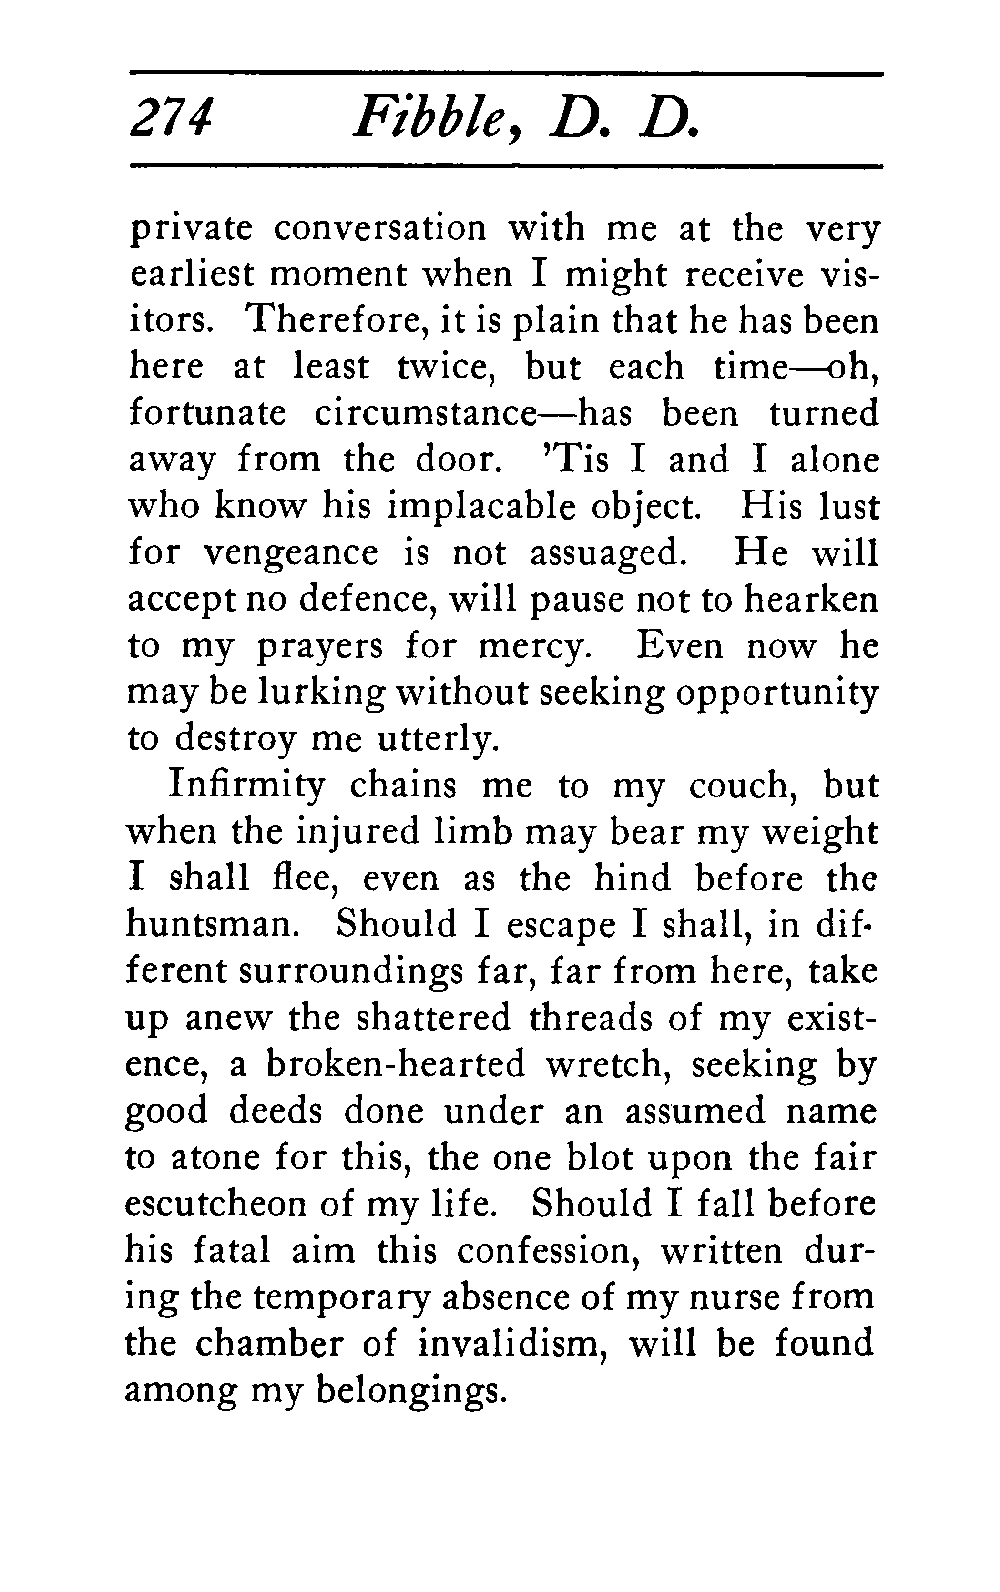 274 Fibble, D. D.
private conversation with me at the very
earliest moment when I might receive vis-
itors. Therefore, it is plain that he has been
here at least twice, but each time—oh,
fortunate circumstance—has been turned
away from the door. ’Tis I and I alone
who know his implacable object. His lust
for vengeance is not assuaged. He will
accept no defence, will pause not to hearken
to my prayers for mercy. Even now he
may be lurking without seeking opportunity
to destroy me utterly.
Infirmity chains me to my couch, but
when the injured limb may bear my weight
I shall flee, even as the hind before the
huntsman. Should I escape I shall, in dif-
ferent surroundings far, far from here, take
up anew the shattered threads of my exist-
ence, a broken-hearted wretch, seeking by
good deeds done under an assumed name
to atone for this, the one blot upon the fair
escutcheon of my life. Should I fall before
his fatal aim this confession, written dur-
ing the temporary absence of my nurse from
the chamber of invalidism, will be found
among my belongings.